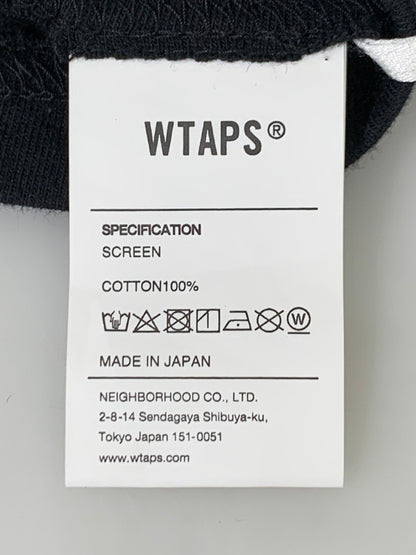 WTAPS®
SPECIFICATION
SCREEN
COTTON100%
W
MADE IN JAPAN
NEIGHBORHOOD CO., LTD.
2-8-14 Sendagaya Shibuya-ku,
Tokyo Japan 151-0051
www.wtaps.com